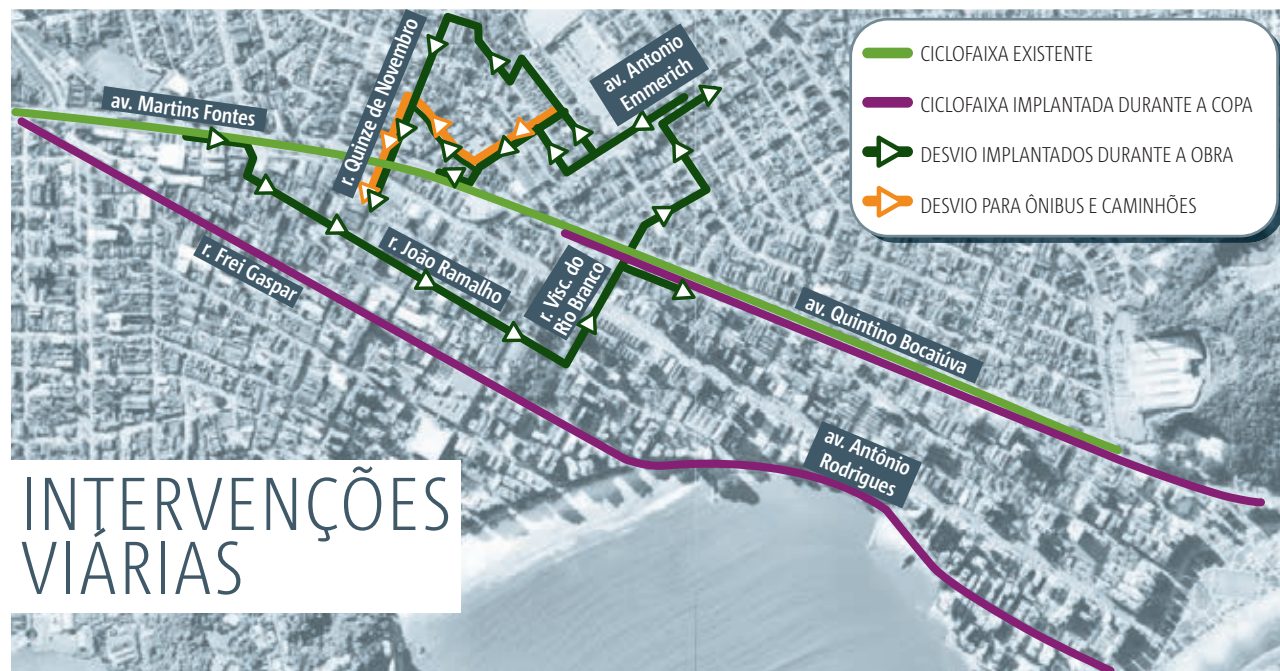 CICLOFAIXA EXISTENTE
CICLOFAIXA IMPLANTADA DURANTE A COPA
DESVIO IMPLANTADOS DURANTE A OBRA
DESVIO PARA ÔNIBUS E CAMINHÕES
av. Martins Fontes
r. Quinze de Novembro
av. Antonio
Emmerich
r. Frei Gaspar
r. João Ramalho
r. Visc. do
Rio Branco
av. Quintino Bocaiúva
av. Antônio
Rodrigues
INTERVENÇÕES
VIÁRIAS